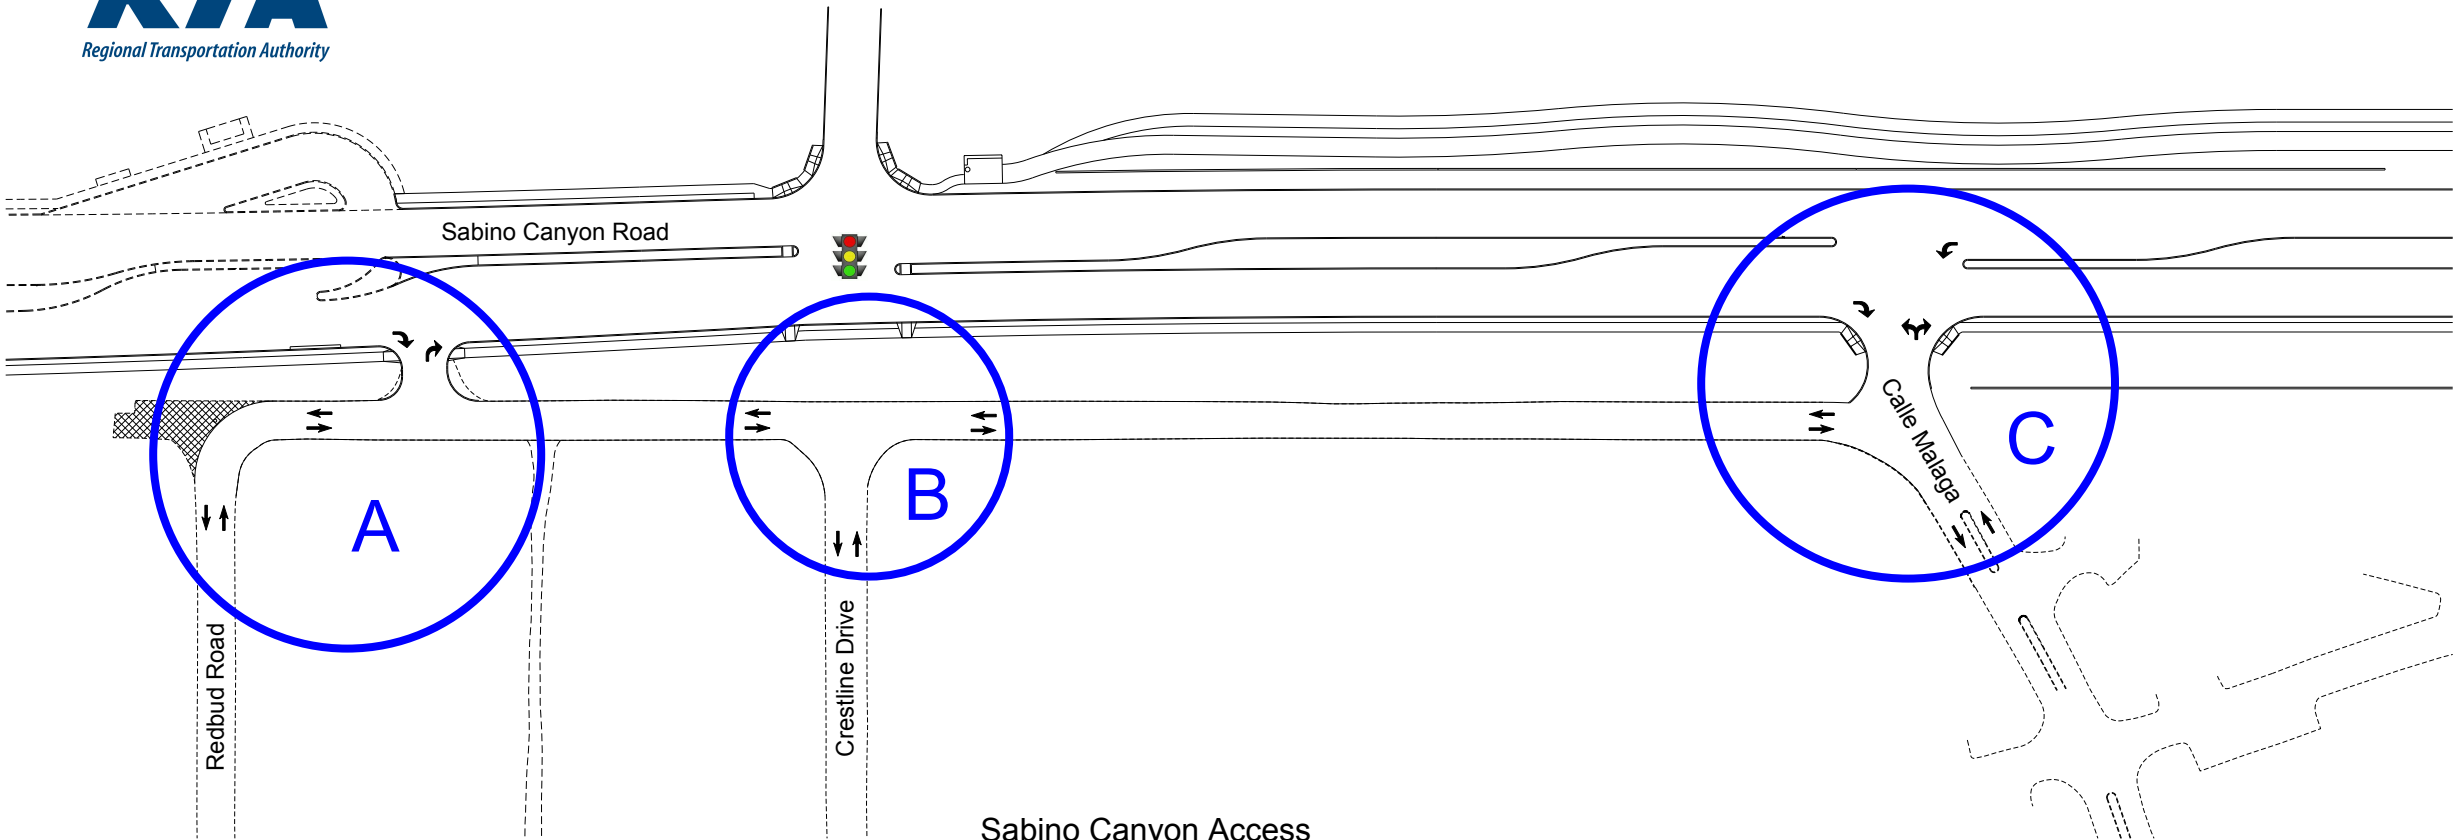 Regional Transportation Authority
Sabino Canyon Road
Calle Malaga
C
B
A
Redbud Road
Crestline Drive
Sabino Canyon Access